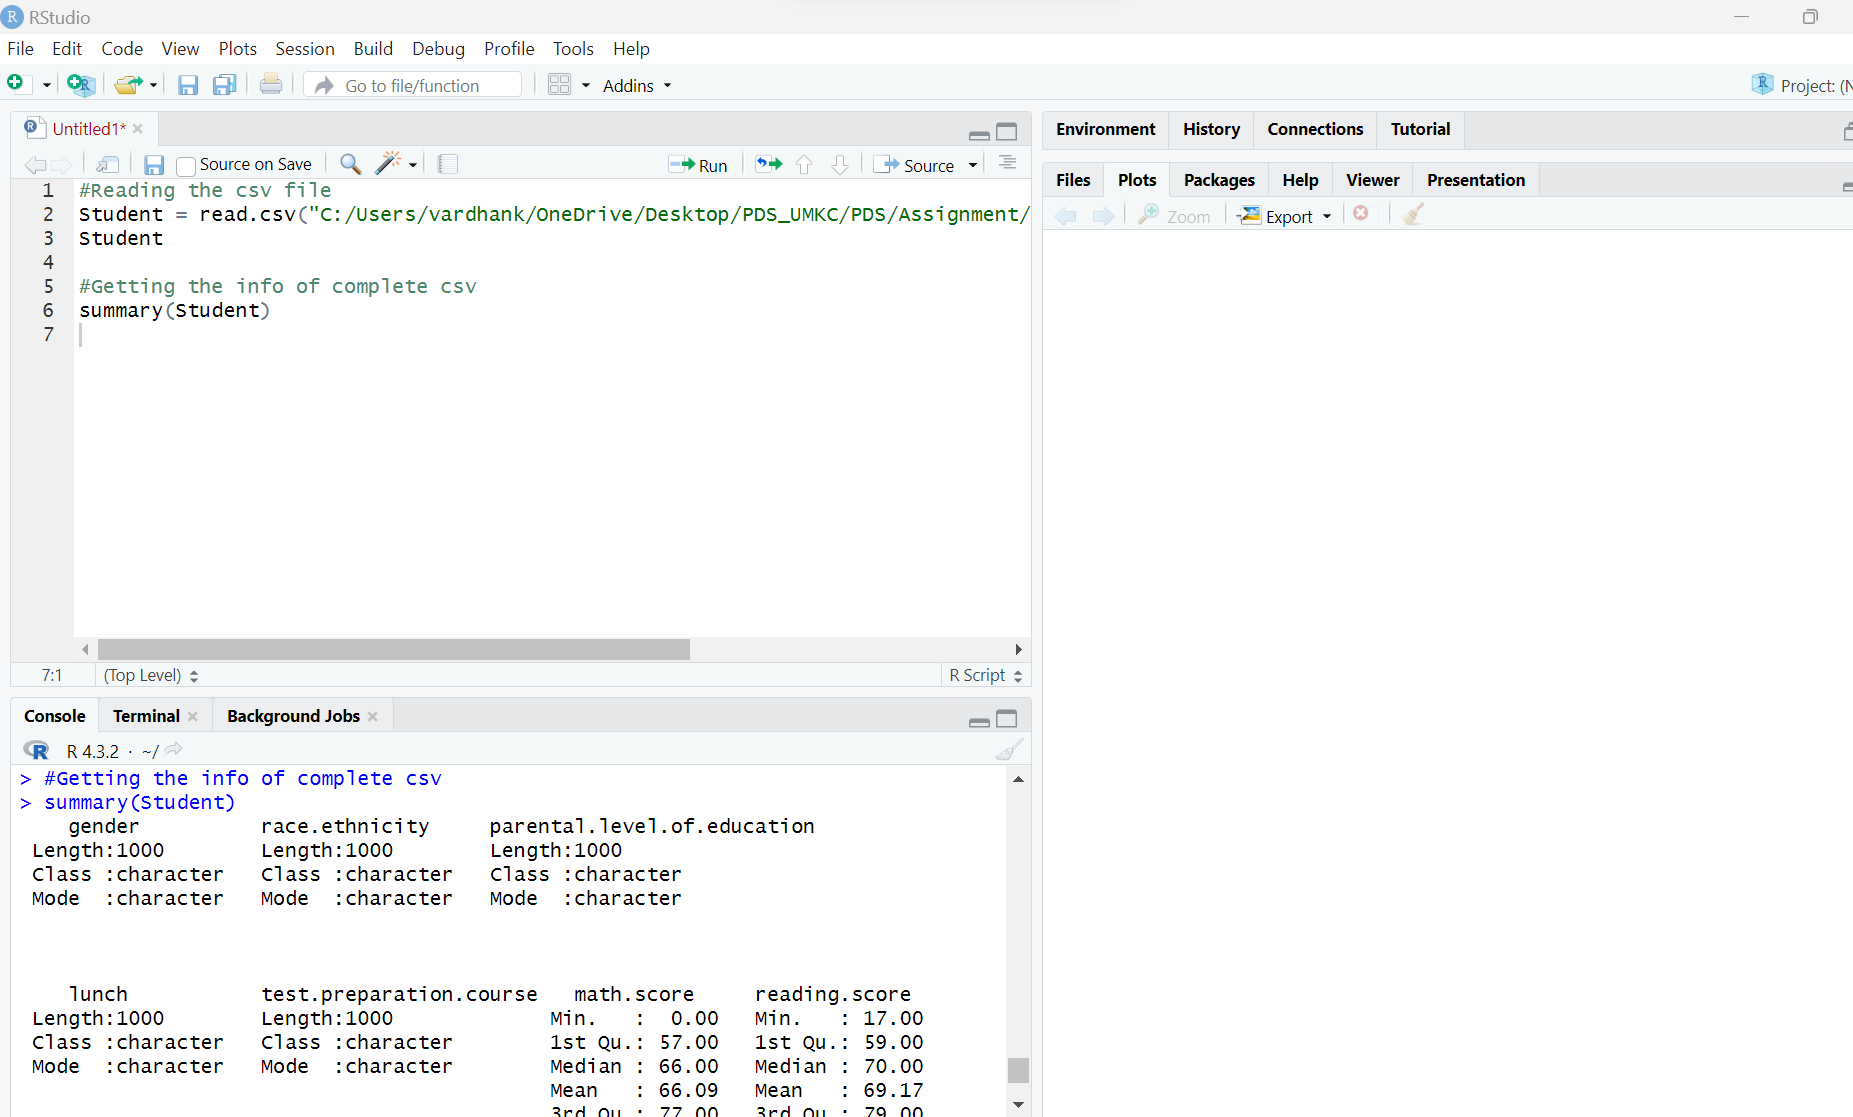 RStudio
File Edit Code View Plots Session Build Debug Profile Tools Help
Go to file/function Addins Project: (N
Untitled1*
Source on Save Run Source
1 #Reading the csv file
2 Student = read.csv("C:/Users/vardhank/OneDrive/Desktop/PDS_UMKC/PDS/Assignment/
3 Student
4
5 #Getting the info of complete csv
6 summary(Student)
7
7:1 (Top Level) R Script
Console Terminal Background Jobs
R 4.3.2 · ~/
> #Getting the info of complete csv
> summary(Student)
    gender          race.ethnicity     parental.level.of.education
 Length:1000        Length:1000        Length:1000
 Class :character   Class :character   Class :character
 Mode  :character   Mode  :character   Mode  :character
    lunch           test.preparation.course   math.score     reading.score
 Length:1000        Length:1000             Min.   :  0.00   Min.   : 17.00
 Class :character   Class :character        1st Qu.: 57.00   1st Qu.: 59.00
 Mode  :character   Mode  :character        Median : 66.00   Median : 70.00
                                            Mean   : 66.09   Mean   : 69.17
                                            3rd Qu.: 77.00   3rd Qu.: 79.00
Environment History Connections Tutorial
Files Plots Packages Help Viewer Presentation
Zoom Export